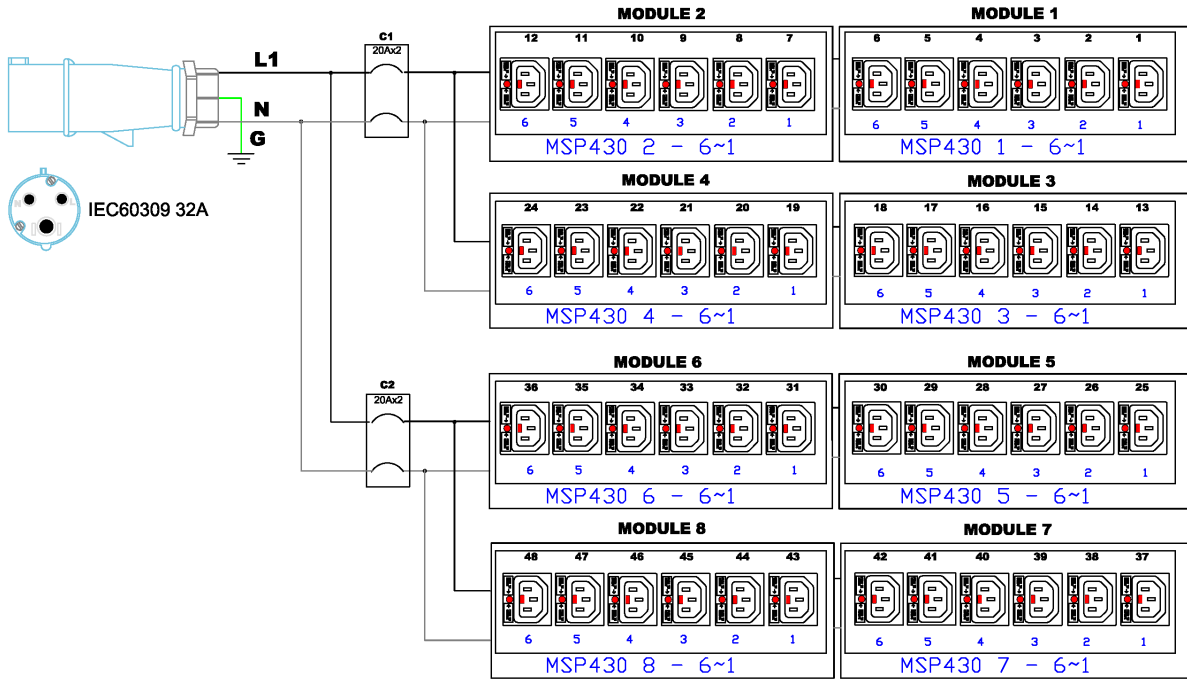 MODULE 2
MODULE 1
C1
20Ax2
12 11 10 9 8 7
6 5 4 3 2 1
L1
N
G
6 5 4 3 2 1
6 5 4 3 2 1
MSP430 2 - 6~1
MSP430 1 - 6~1
MODULE 4
MODULE 3
IEC60309 32A
24 23 22 21 20 19
18 17 16 15 14 13
6 5 4 3 2 1
6 5 4 3 2 1
MSP430 4 - 6~1
MSP430 3 - 6~1
MODULE 6
MODULE 5
C2
20Ax2
36 35 34 33 32 31
30 29 28 27 26 25
6 5 4 3 2 1
6 5 4 3 2 1
MSP430 6 - 6~1
MSP430 5 - 6~1
MODULE 8
MODULE 7
48 47 46 45 44 43
42 41 40 39 38 37
6 5 4 3 2 1
6 5 4 3 2 1
MSP430 8 - 6~1
MSP430 7 - 6~1